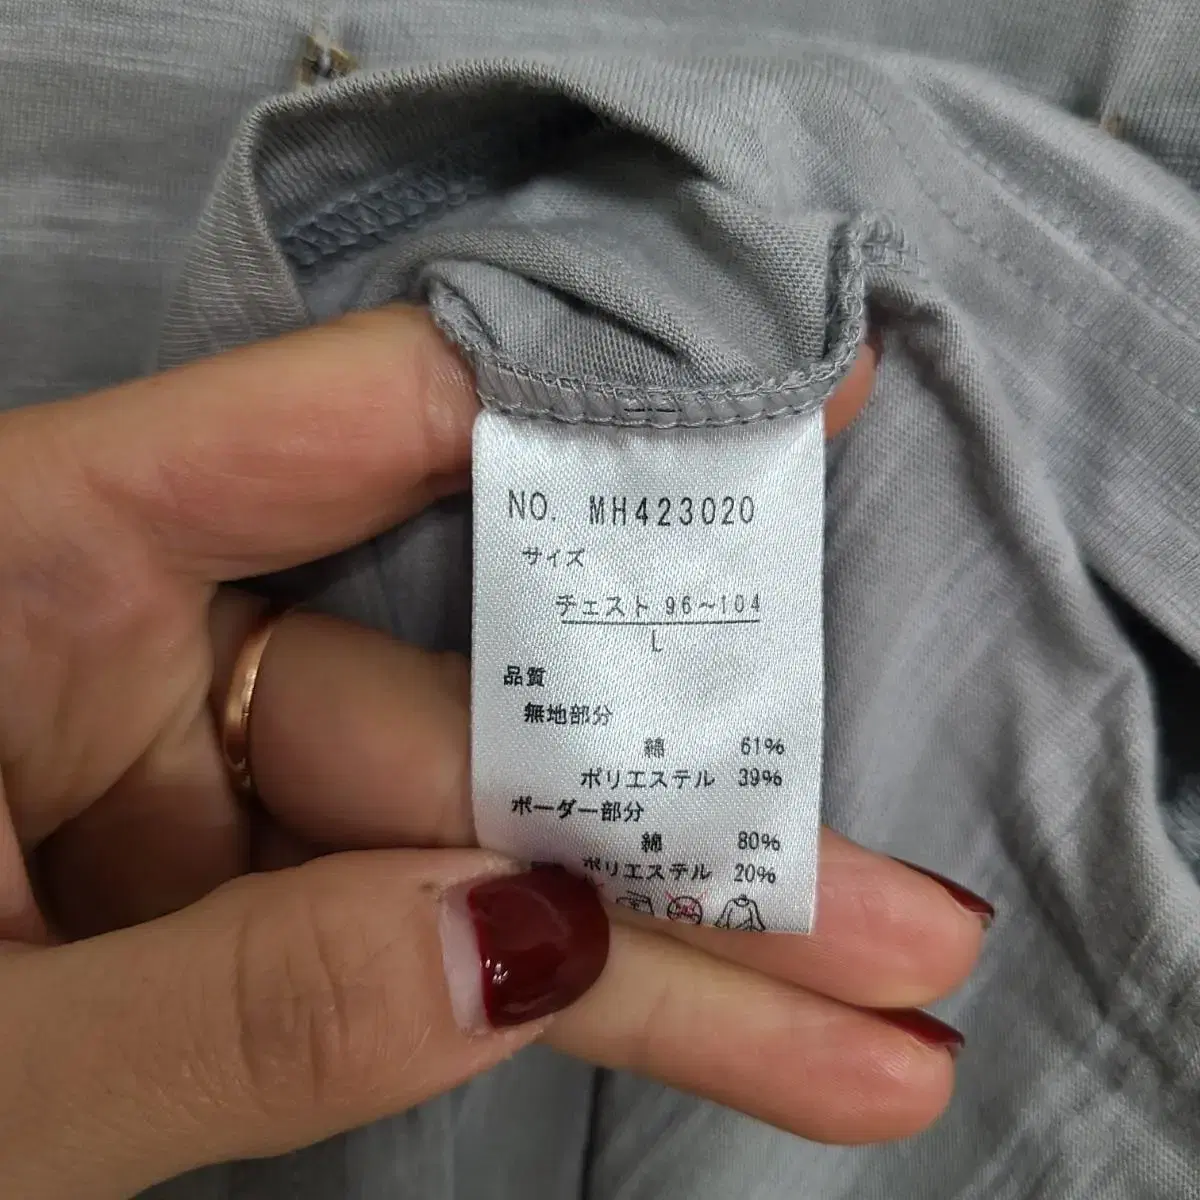 NO. MH423020
サイズ
チェスト 96～104
L
品質
無地部分
綿 61%
ポリエステル 39%
ボーダー部分
綿 80%
ポリエステル 20%